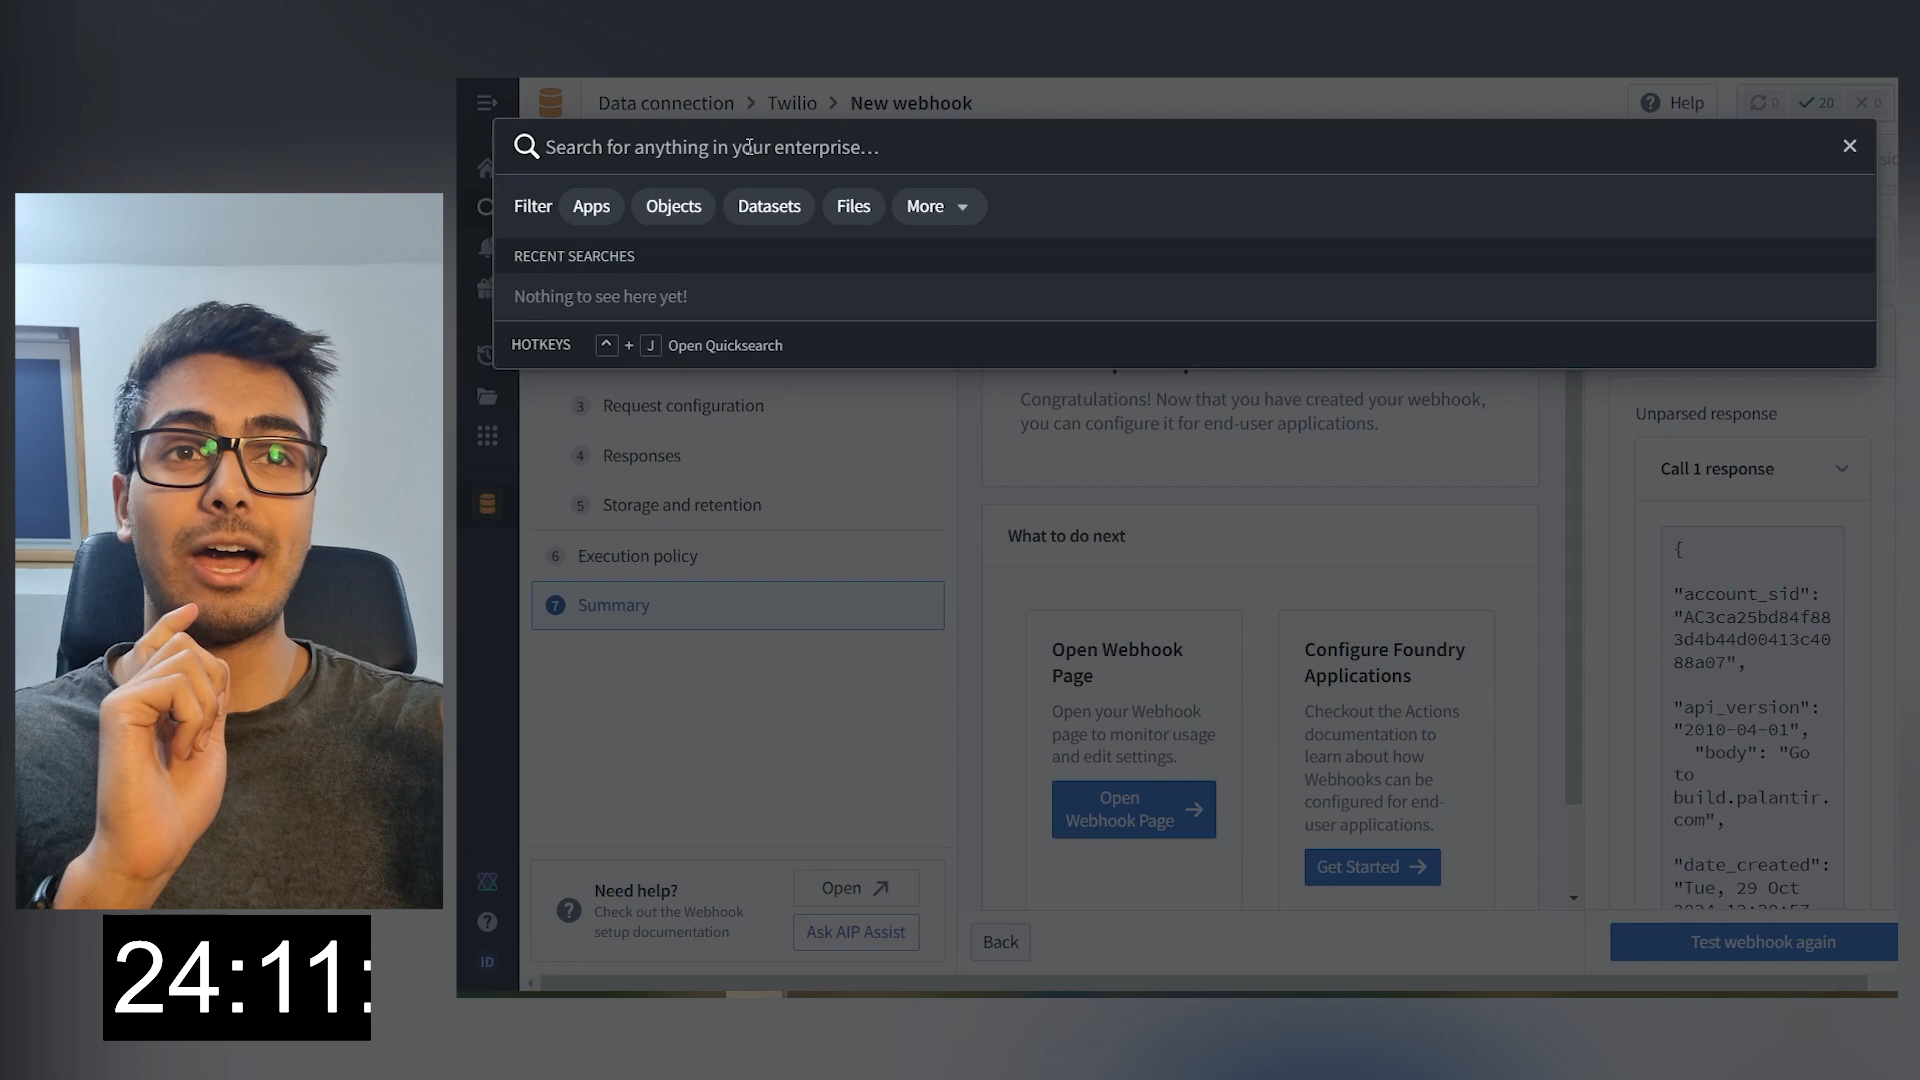 Data connection > Twilio > New webhook
Help
0
20
0
Search for anything in your enterprise...
Filter
Apps
Objects
Datasets
Files
More
RECENT SEARCHES
Nothing to see here yet!
HOTKEYS ^ + J Open Quicksearch
3 Request configuration
4 Responses
5 Storage and retention
6 Execution policy
7 Summary
Need help?
Check out the Webhook
setup documentation
Open
Ask AIP Assist
ID
Congratulations! Now that you have created your webhook,
you can configure it for end-user applications.
What to do next
Open Webhook
Page
Open your Webhook
page to monitor usage
and edit settings.
Open
Webhook Page
Configure Foundry
Applications
Checkout the Actions
documentation to
learn about how
Webhooks can be
configured for end-
user applications.
Get Started
Back
Unparsed response
Call 1 response
{
"account_sid":
"AC3ca25bd84f88
3d4b44d00413c40
88a07",
"api_version":
"2010-04-01",
"body": "Go
to
build.palantir.
com",
"date_created":
"Tue, 29 Oct
Test webhook again
24:11: